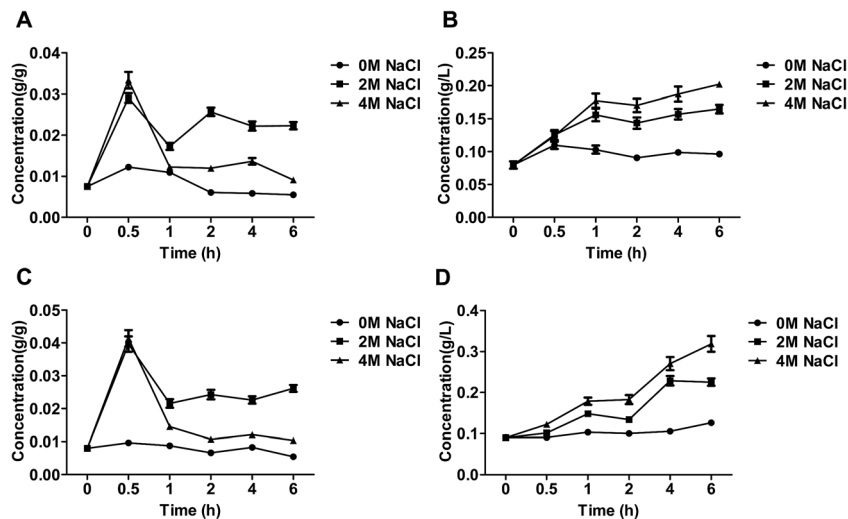 A
Concentration(g/g)
0.04
0.03
0.02
0.01
0.00
0 0.5 1 2 4 6
Time (h)
0M NaCl
2M NaCl
4M NaCl
B
Concentration(g/L)
0.25
0.20
0.15
0.10
0.05
0.00
0 0.5 1 2 4 6
Time (h)
0M NaCl
2M NaCl
4M NaCl
C
Concentration(g/g)
0.05
0.04
0.03
0.02
0.01
0.00
0 0.5 1 2 4 6
Time (h)
0M NaCl
2M NaCl
4M NaCl
D
Concentration(g/L)
0.4
0.3
0.2
0.1
0.0
0 0.5 1 2 4 6
Time (h)
0M NaCl
2M NaCl
4M NaCl